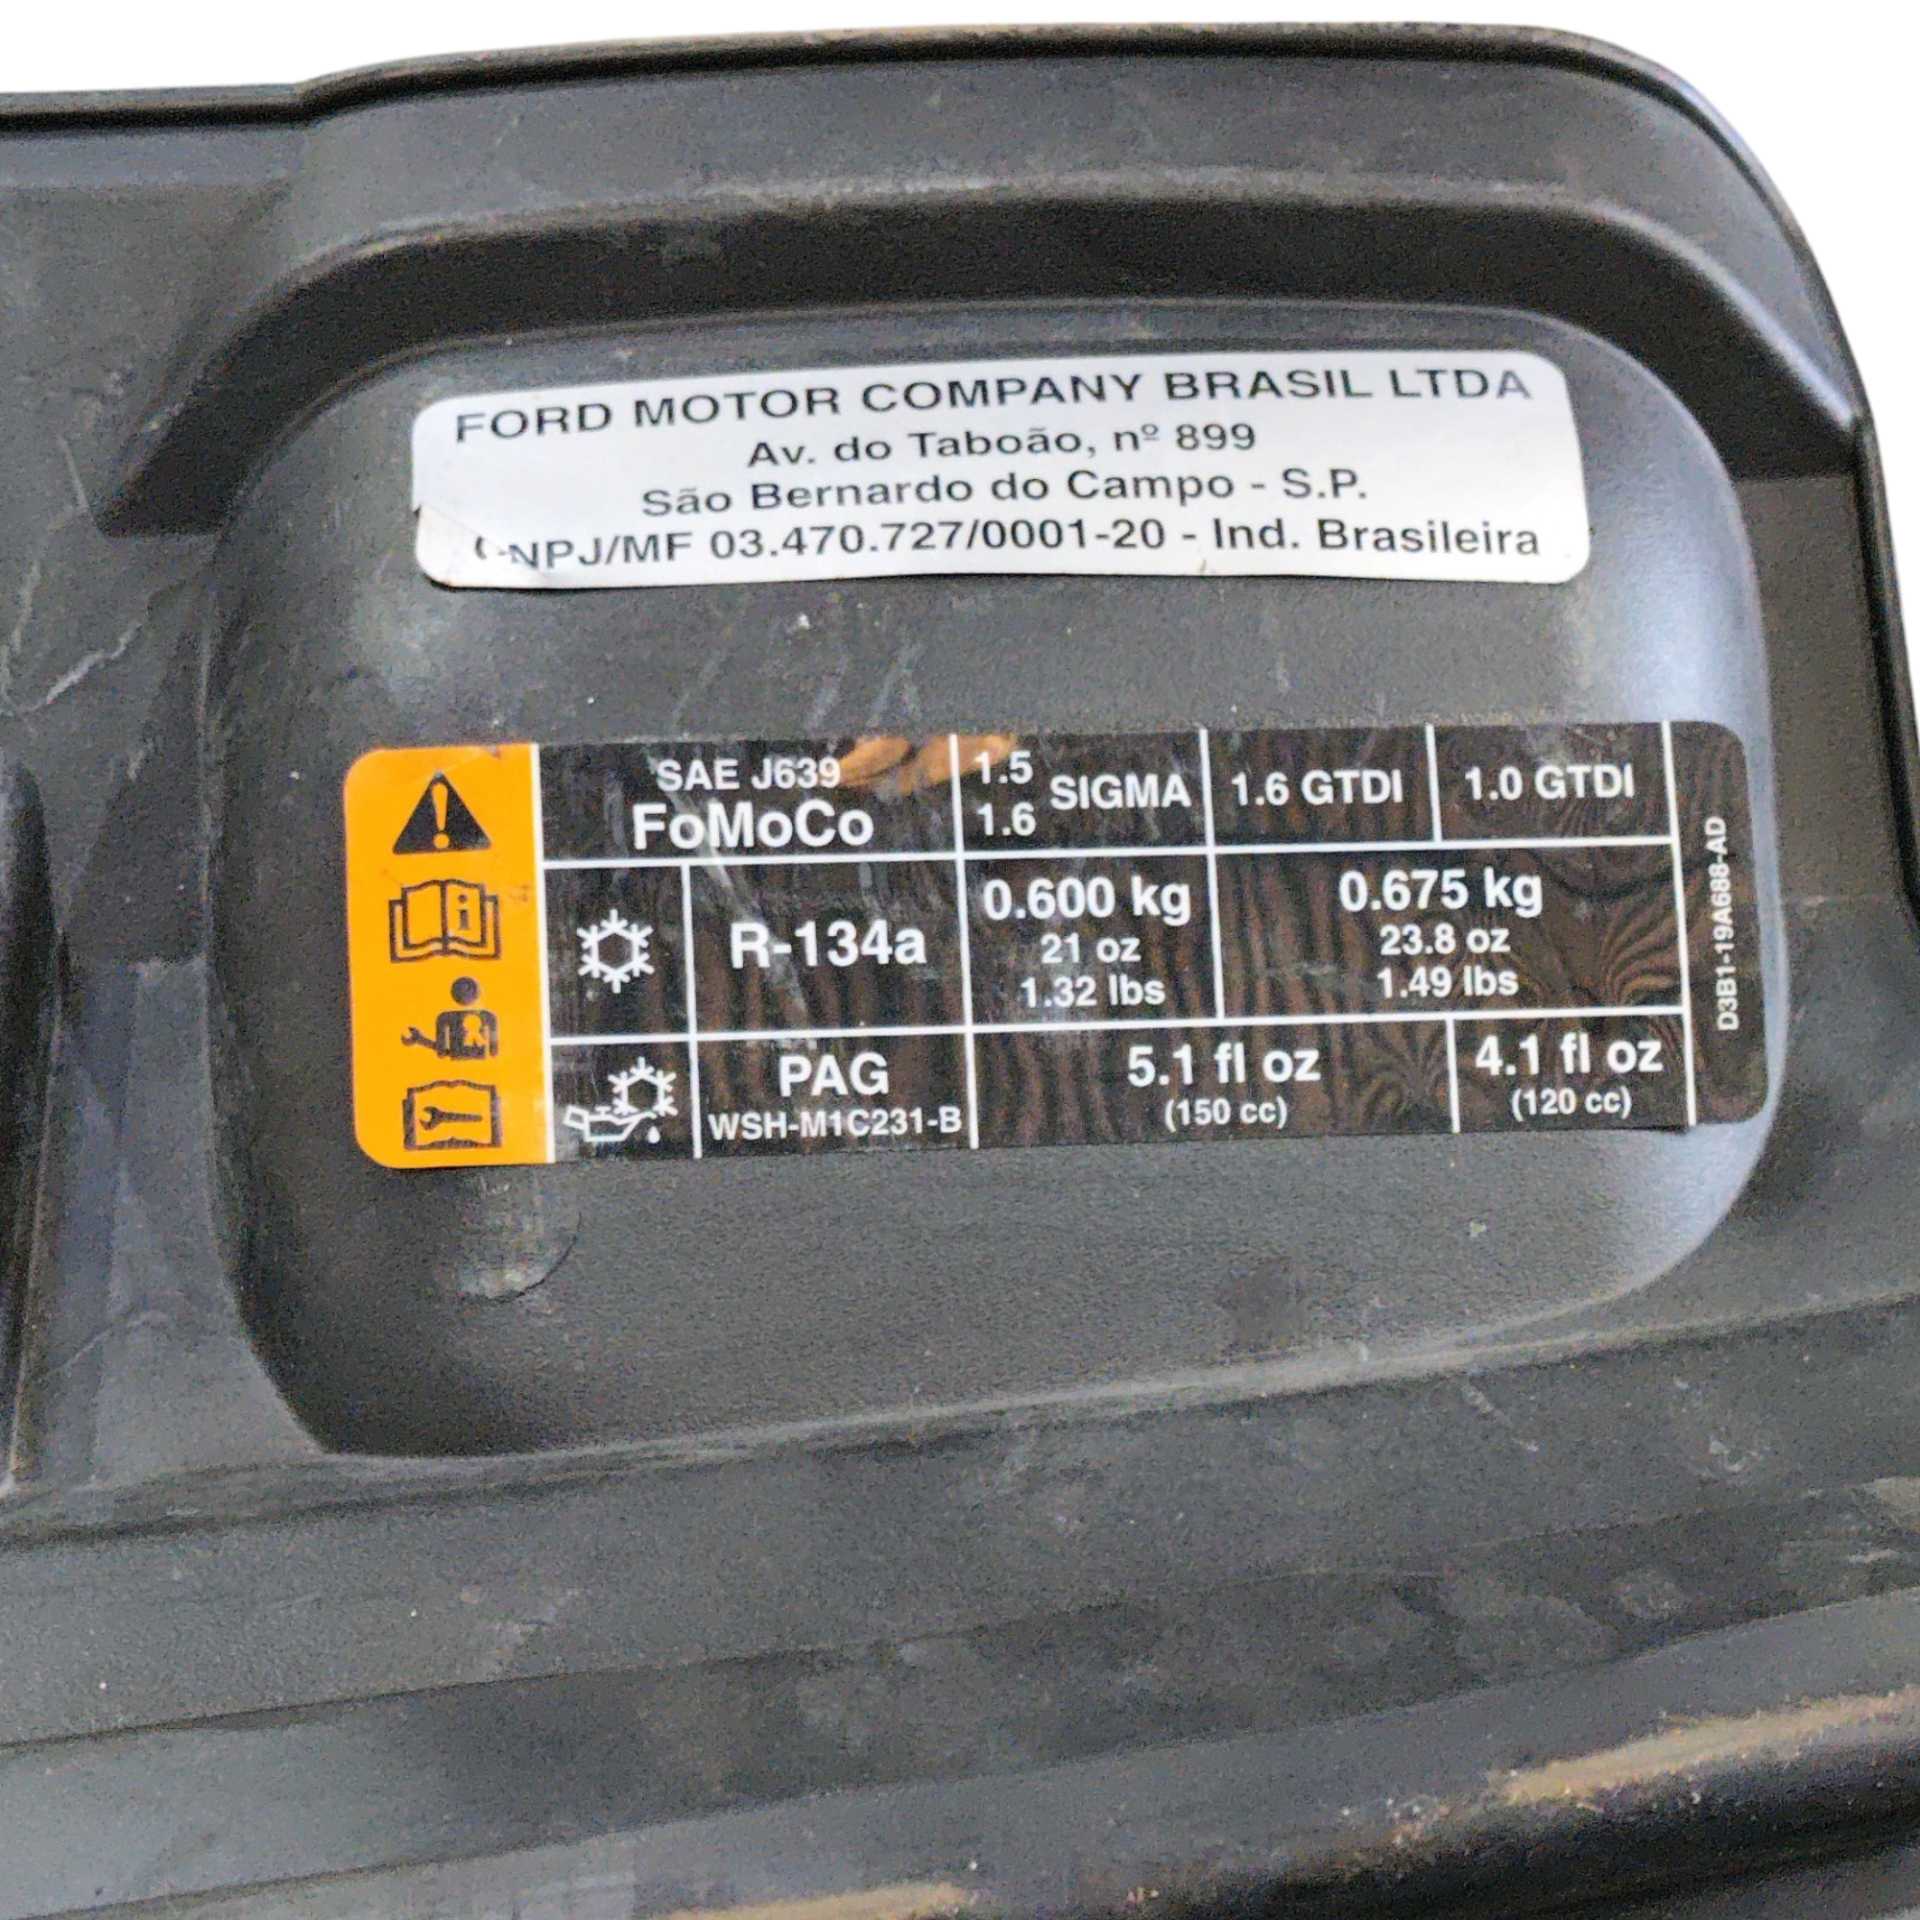 FORD MOTOR COMPANY BRASIL LTDA
Av. do Taboão, nº 899
São Bernardo do Campo - S.P.
CNPJ/MF 03.470.727/0001-20 - Ind. Brasileira
SAE J639
FoMoCo
1.5
1.6
SIGMA
1.6 GTDI
1.0 GTDI
R-134a
0.600 kg
21 oz
1.32 lbs
0.675 kg
23.8 oz
1.49 lbs
PAG
WSH-M1C231-B
5.1 fl oz
(150 cc)
4.1 fl oz
(120 cc)
D3B1-19A688-AD